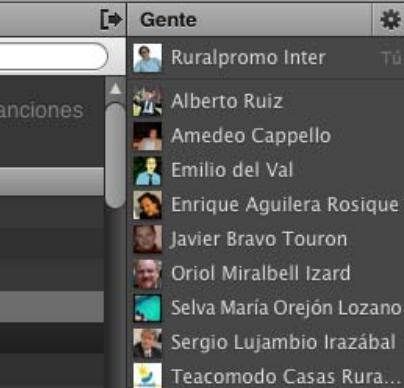 Gente
Ruralpromo Inter Tú
anciones
Alberto Ruiz
Amedeo Cappello
Emilio del Val
Enrique Aguilera Rosique
Javier Bravo Touron
Oriol Miralbell Izard
Selva María Orejón Lozano
Sergio Lujambio Irazábal
Teacomodo Casas Rura...